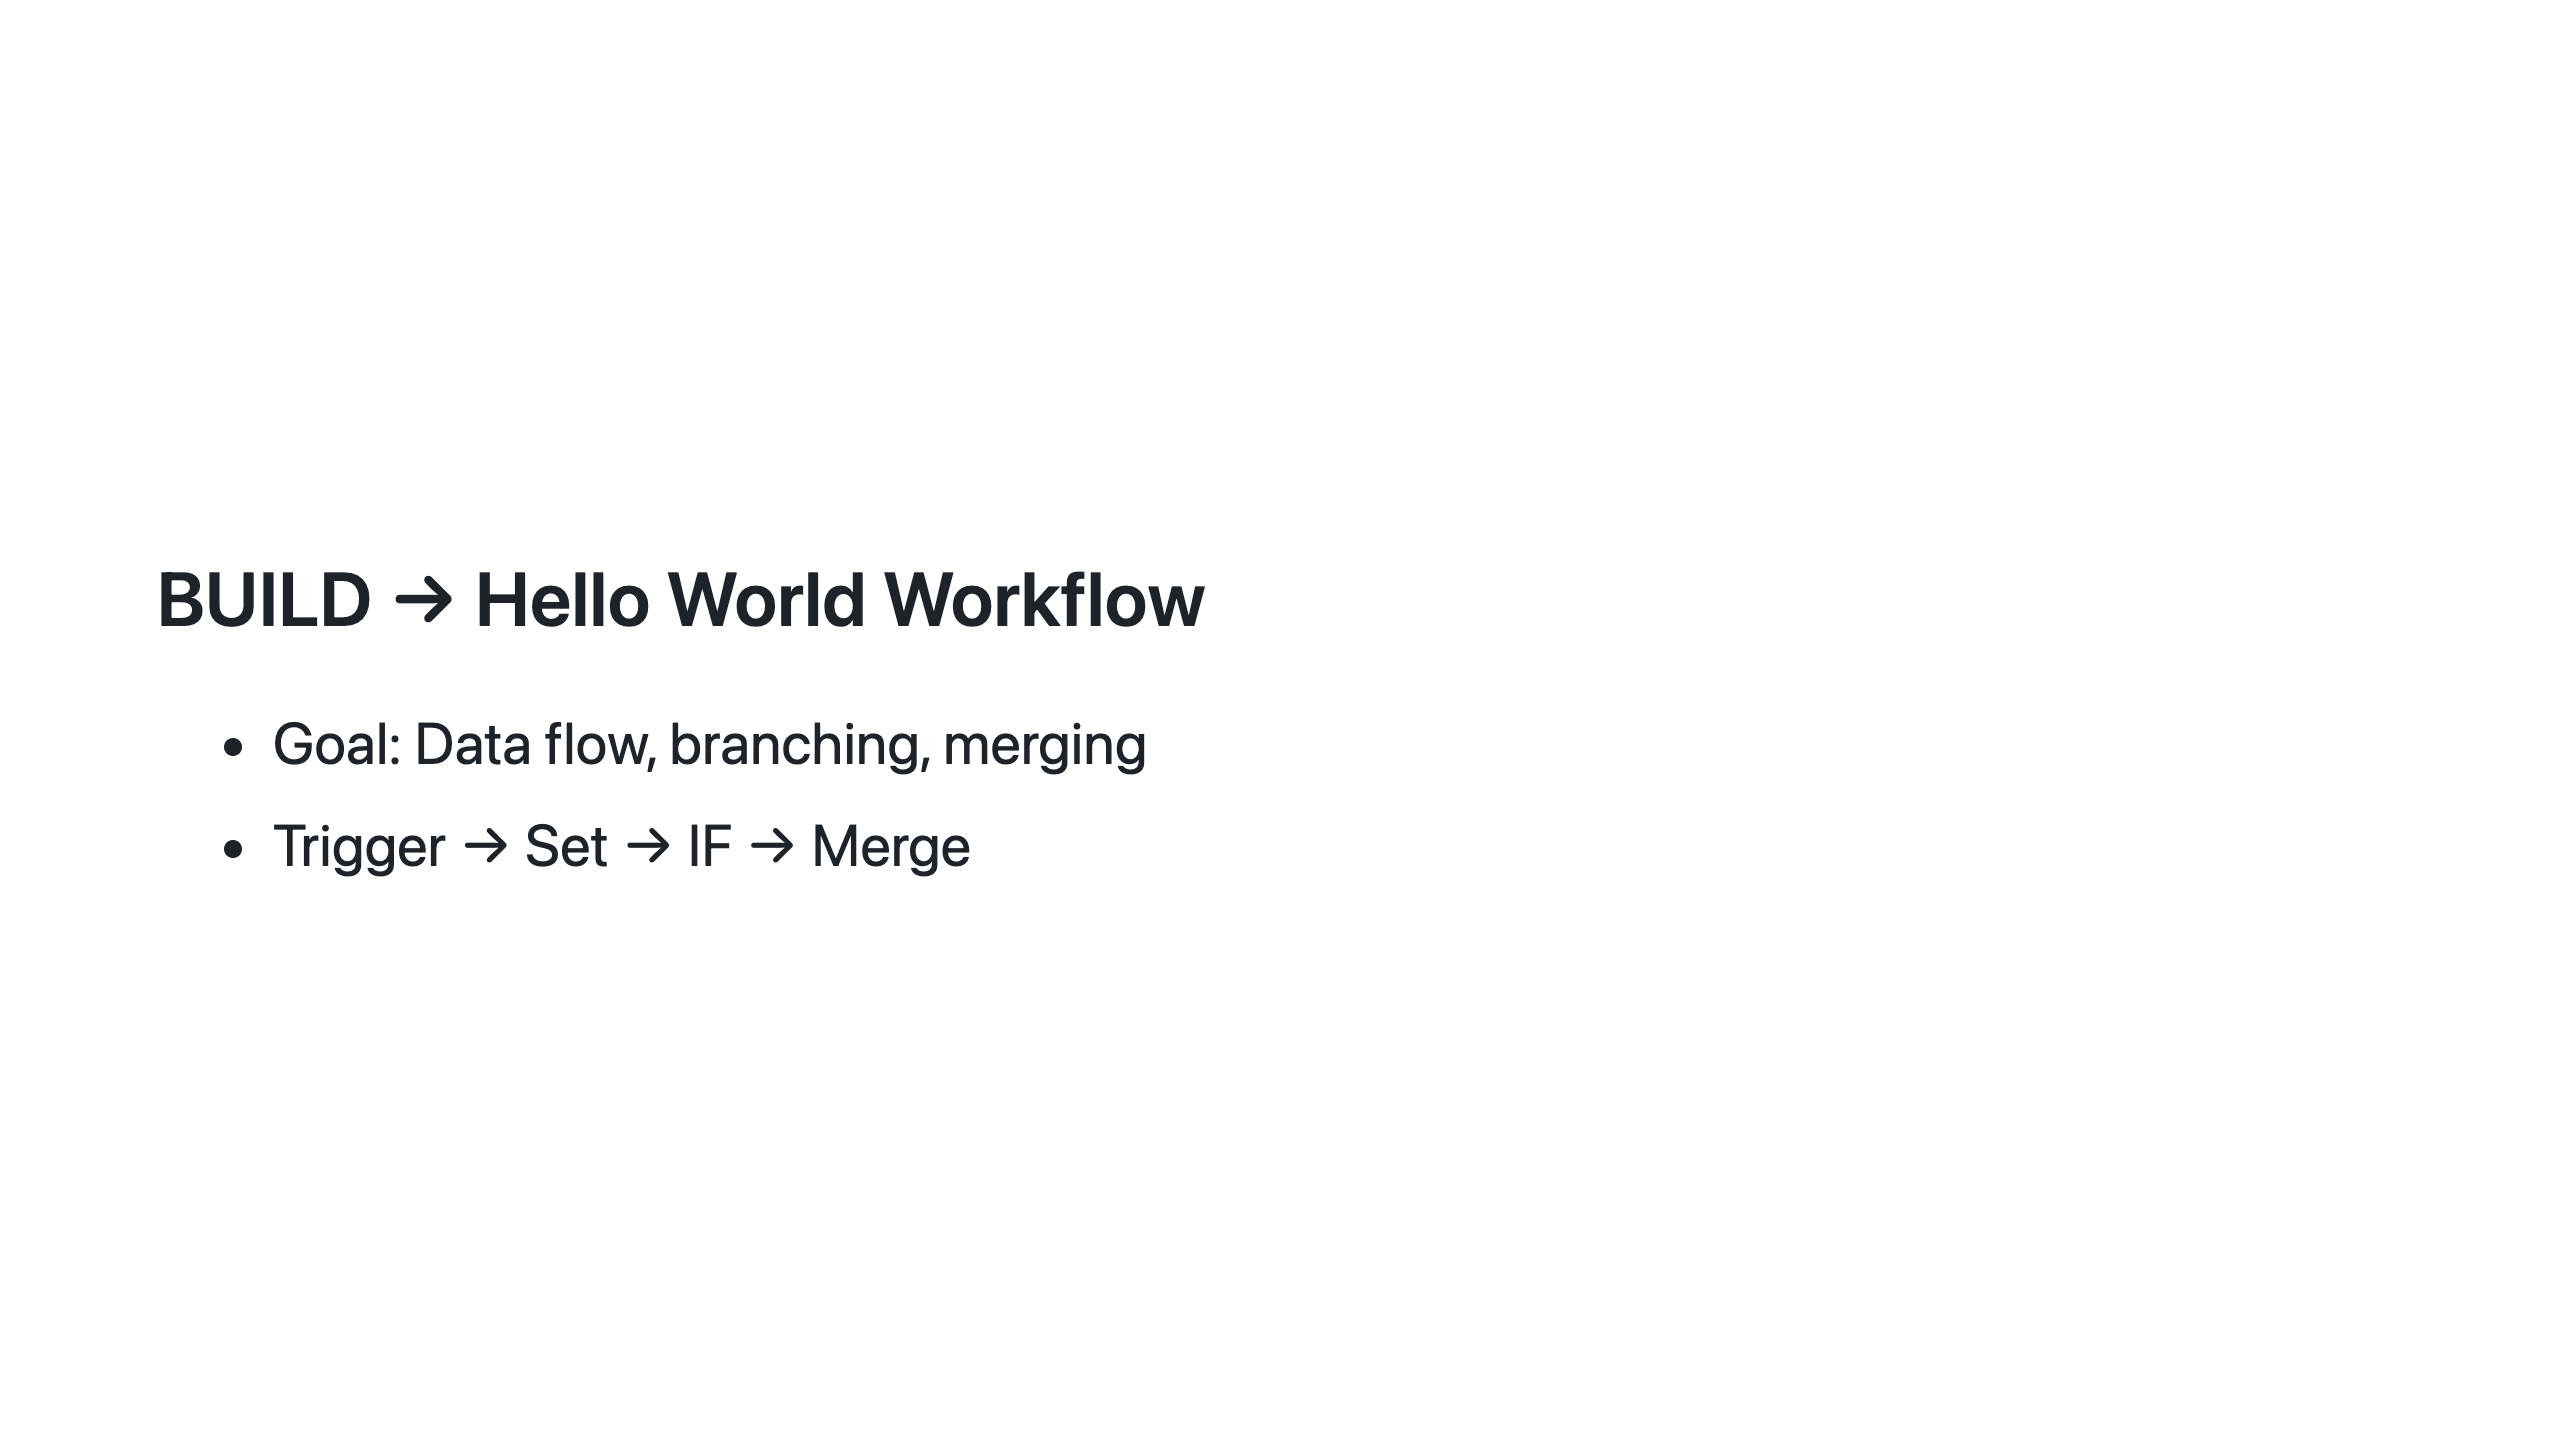 BUILD → Hello World Workflow
• Goal: Data flow, branching, merging
• Trigger → Set → IF → Merge